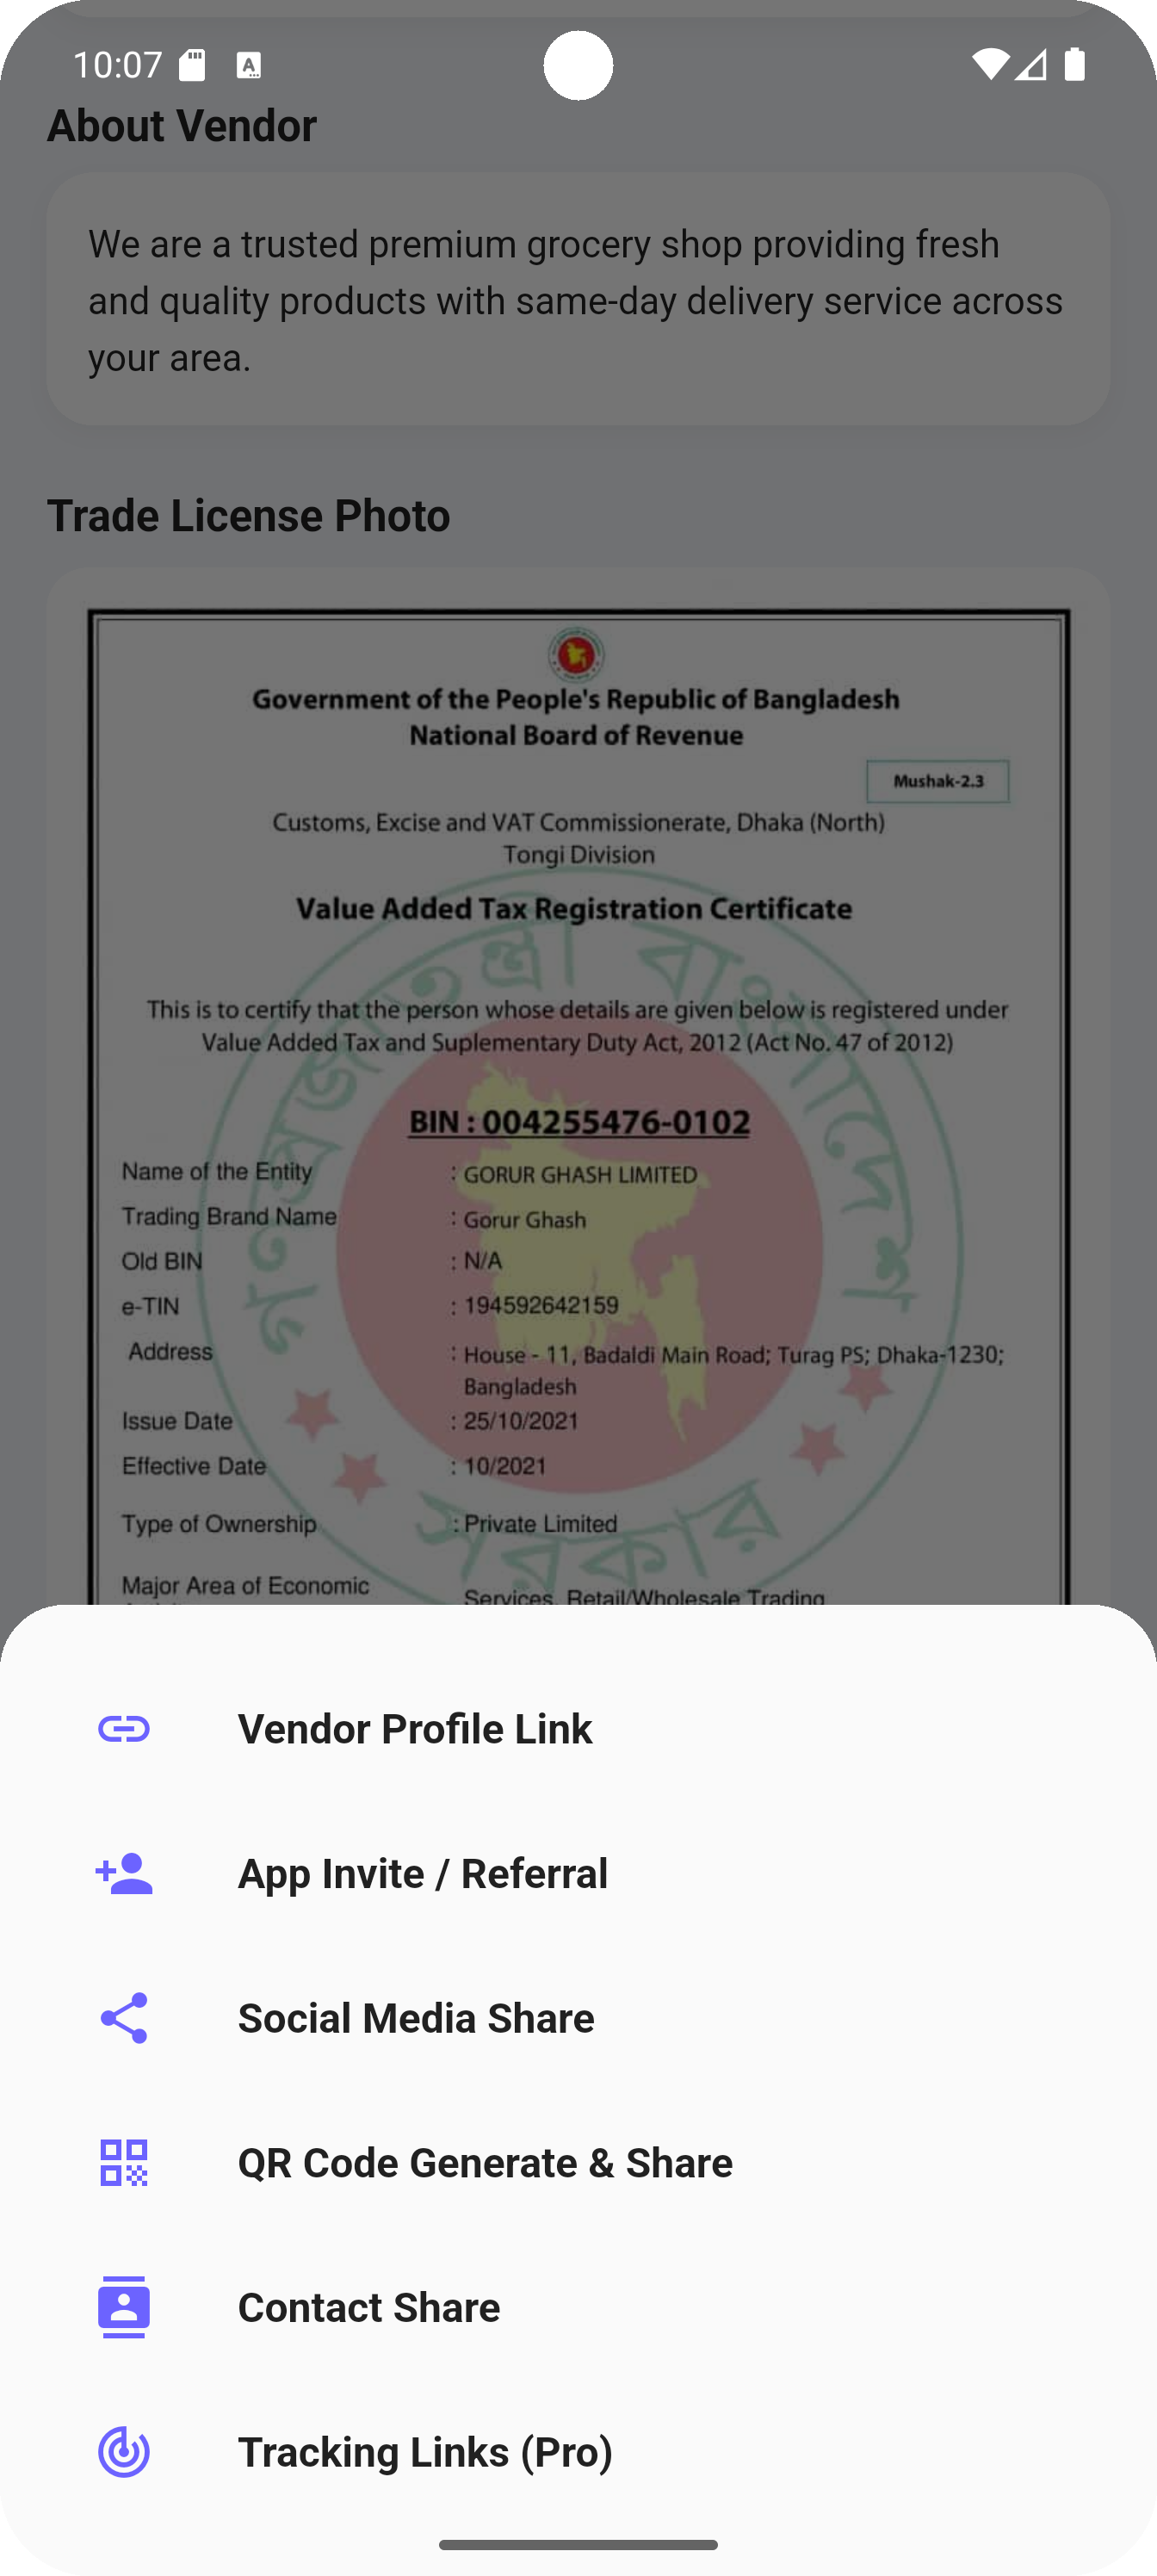 10:07
About Vendor
We are a trusted premium grocery shop providing fresh
and quality products with same-day delivery service across
your area.
Trade License Photo
Government of the People's Republic of Bangladesh
National Board of Revenue
Mushak-2.3
Customs, Excise and VAT Commissionerate, Dhaka (North)
Tongi Division
Value Added Tax Registration Certificate
গণপ্রজাতন্ত্রী বাংলাদেশ
This is to certify that the person whose details are given below is registered under
Value Added Tax and Suplementary Duty Act, 2012 (Act No. 47 of 2012)
BIN : 004255476-0102
Name of the Entity : GORUR GHASH LIMITED
Trading Brand Name : Gorur Ghash
Old BIN : N/A
e-TIN : 194592642159
Address : House - 11, Badaldi Main Road; Turag PS; Dhaka-1230;
Bangladesh
Issue Date : 25/10/2021
Effective Date : 10/2021
Type of Ownership : Private Limited
সরকার
Major Area of Economic
Services, Retail/Wholesale Trading
Vendor Profile Link
App Invite / Referral
Social Media Share
QR Code Generate & Share
Contact Share
Tracking Links (Pro)